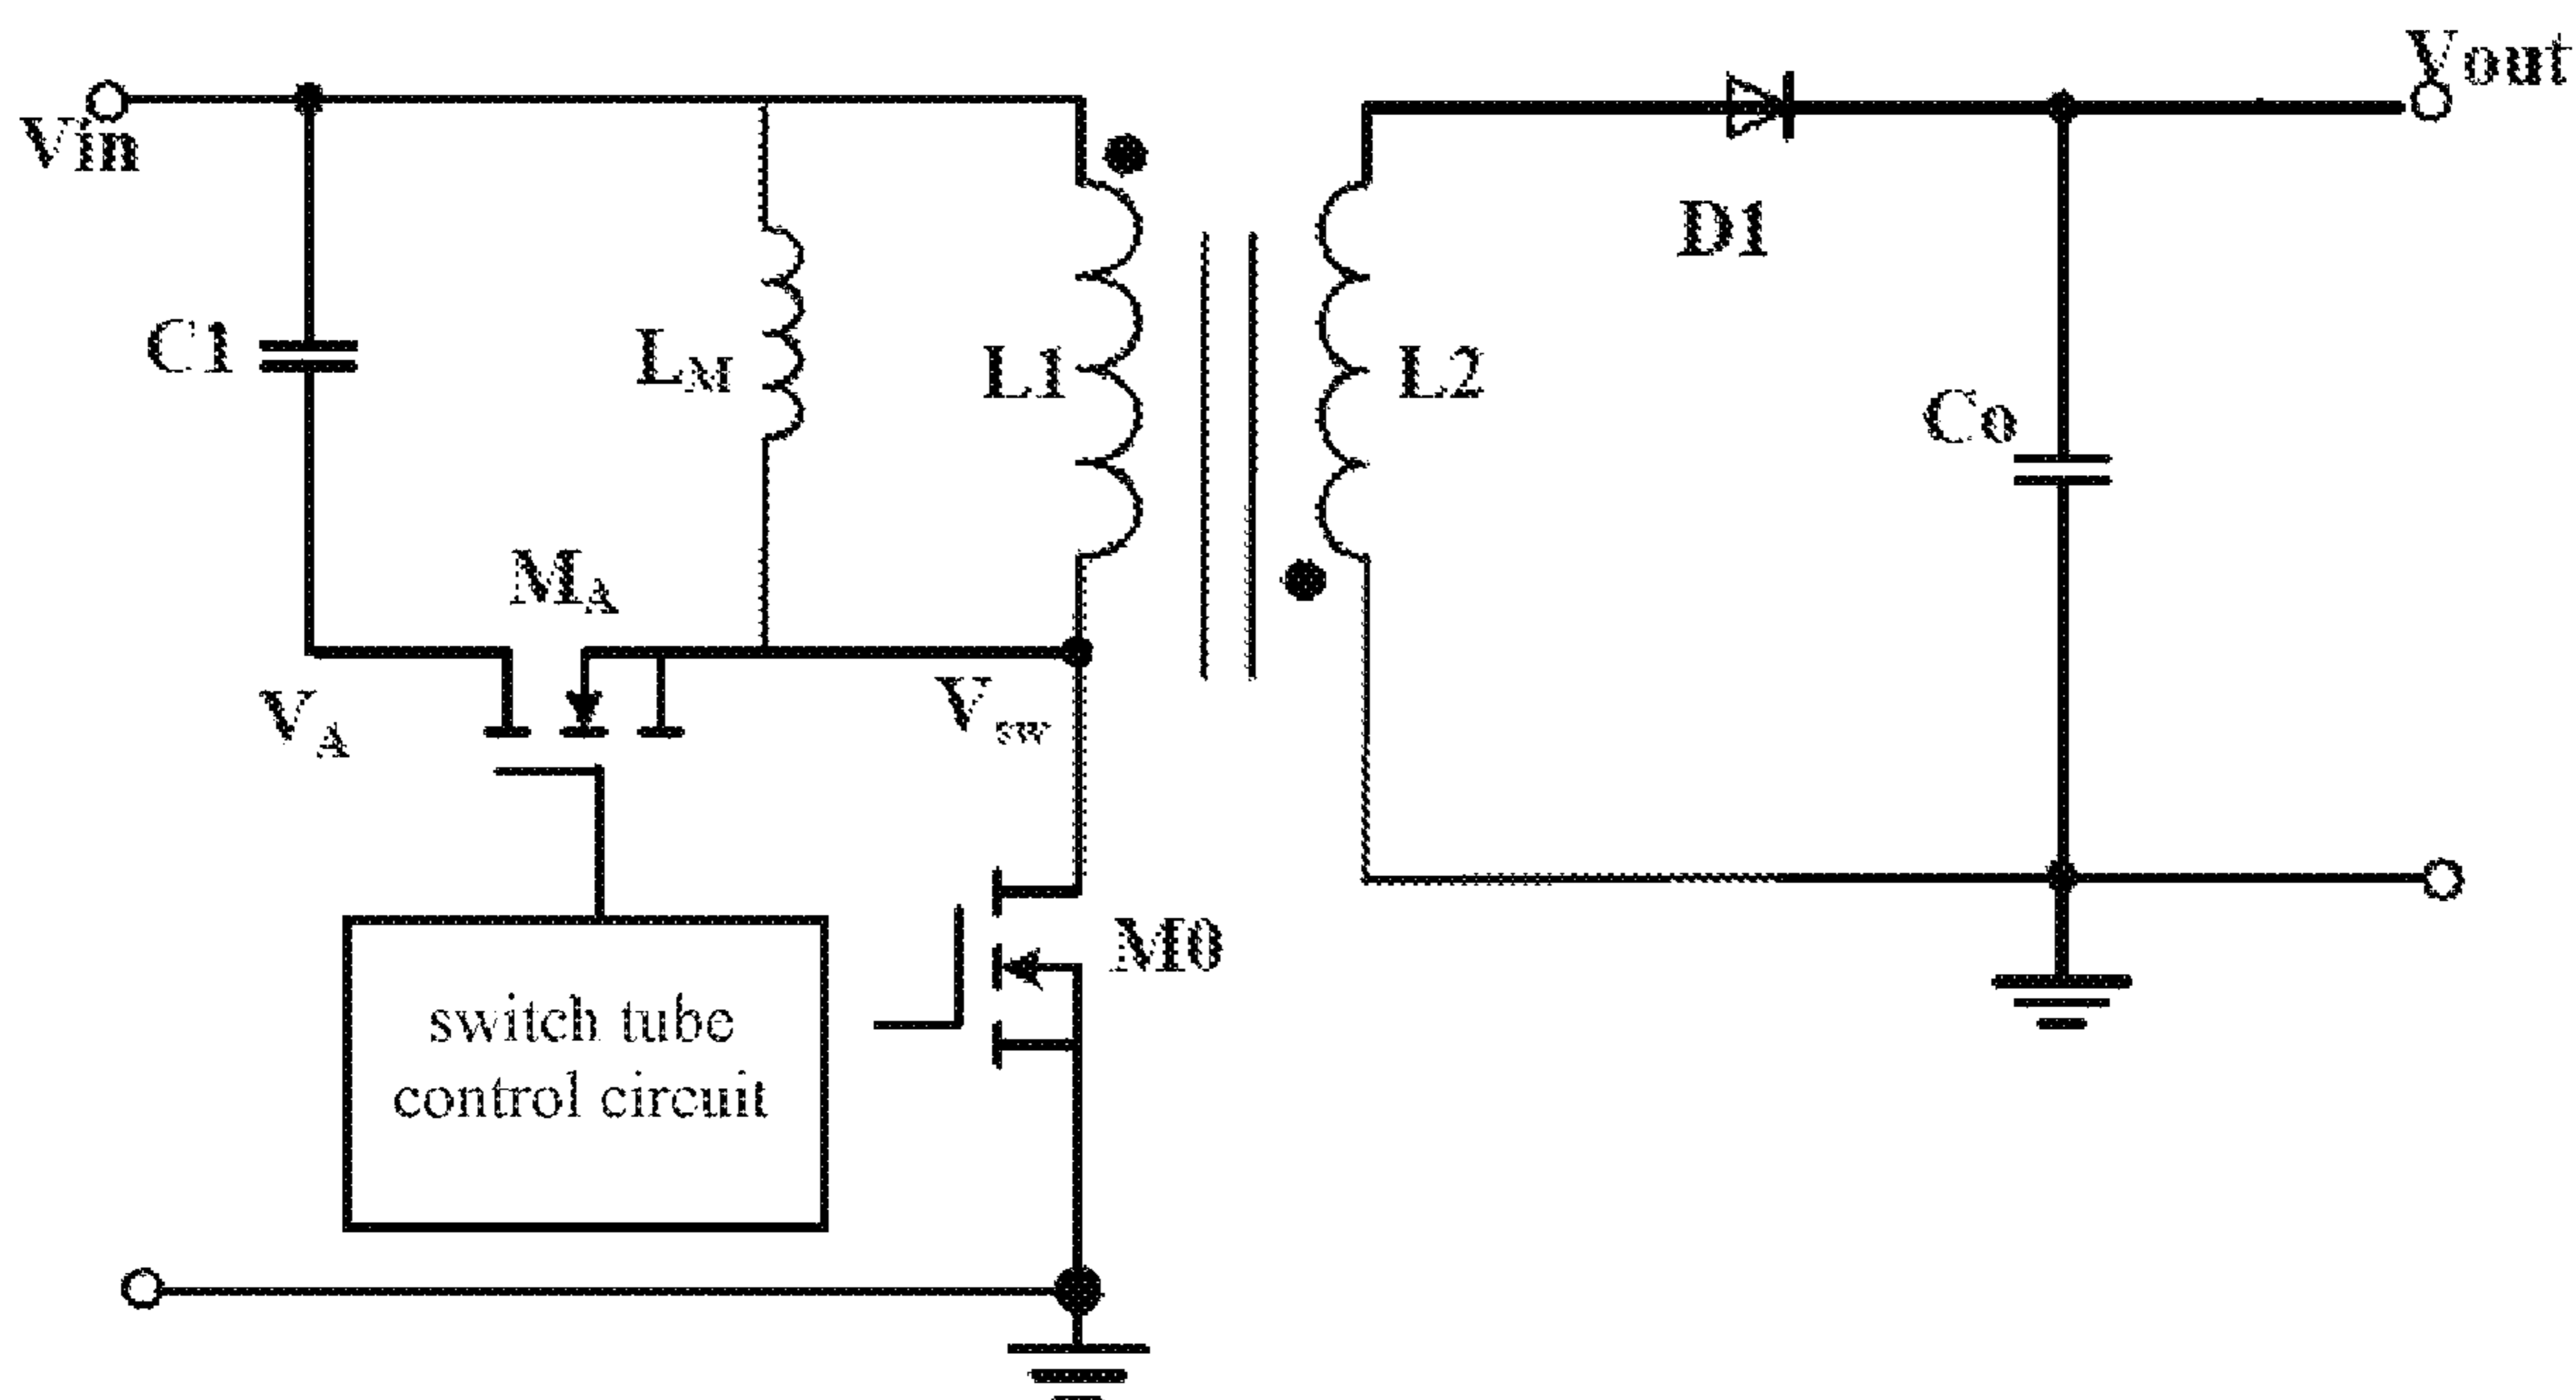 Vin
Vout
D1
C1
LM
L1
L2
Co
MA
VA
Vsw
M0
switch tube
control circuit